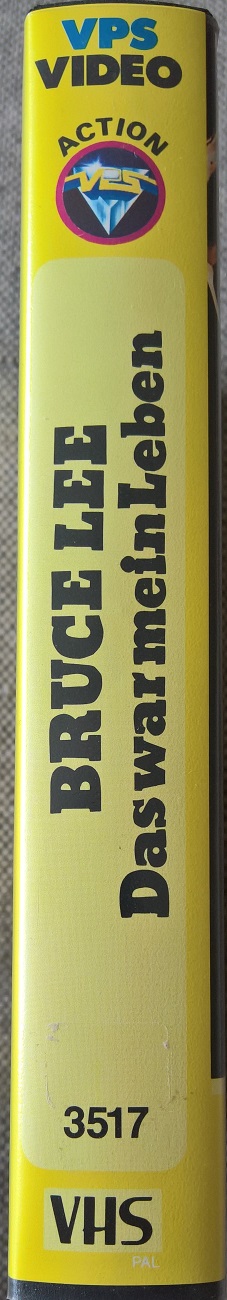 VPS
VIDEO
ACTION
VPS
BRUCE LEE
Das war mein Leben
3517
VHS
PAL